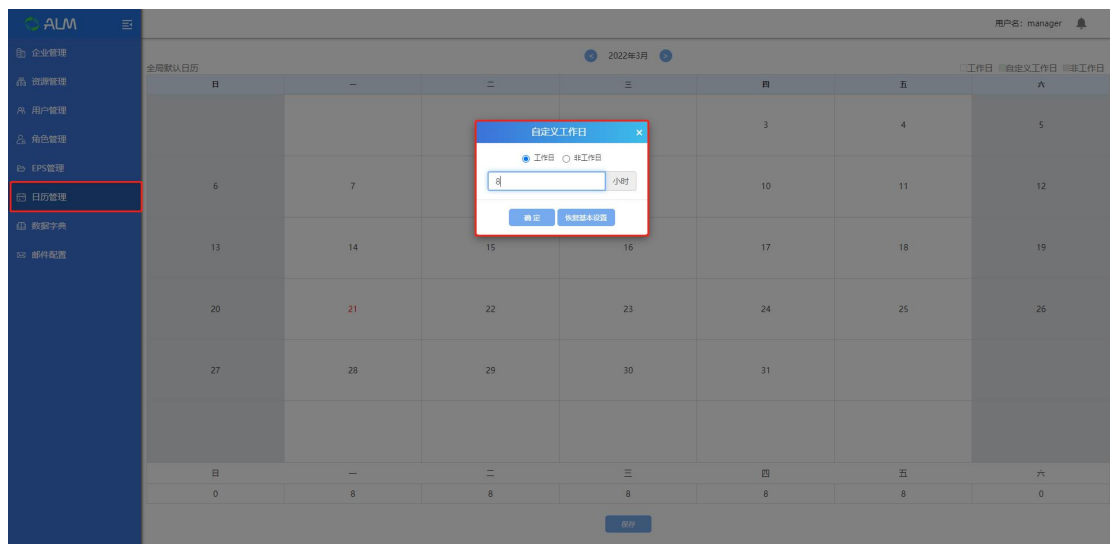 ALM
用户名: manager
企业管理
资源管理
用户管理
角色管理
EPS管理
日历管理
数据字典
邮件配置
2022年3月
全局默认日历
工作日 自定义工作日 非工作日
日 一 二 三 四 五 六
3 4 5
6 7 10 11 12
13 14 15 16 17 18 19
20 21 22 23 24 25 26
27 28 29 30 31
日 一 二 三 四 五 六
0 8 8 8 8 8 0
保存
自定义工作日 ×
工作日 非工作日
8 小时
确 定 恢复基本设置